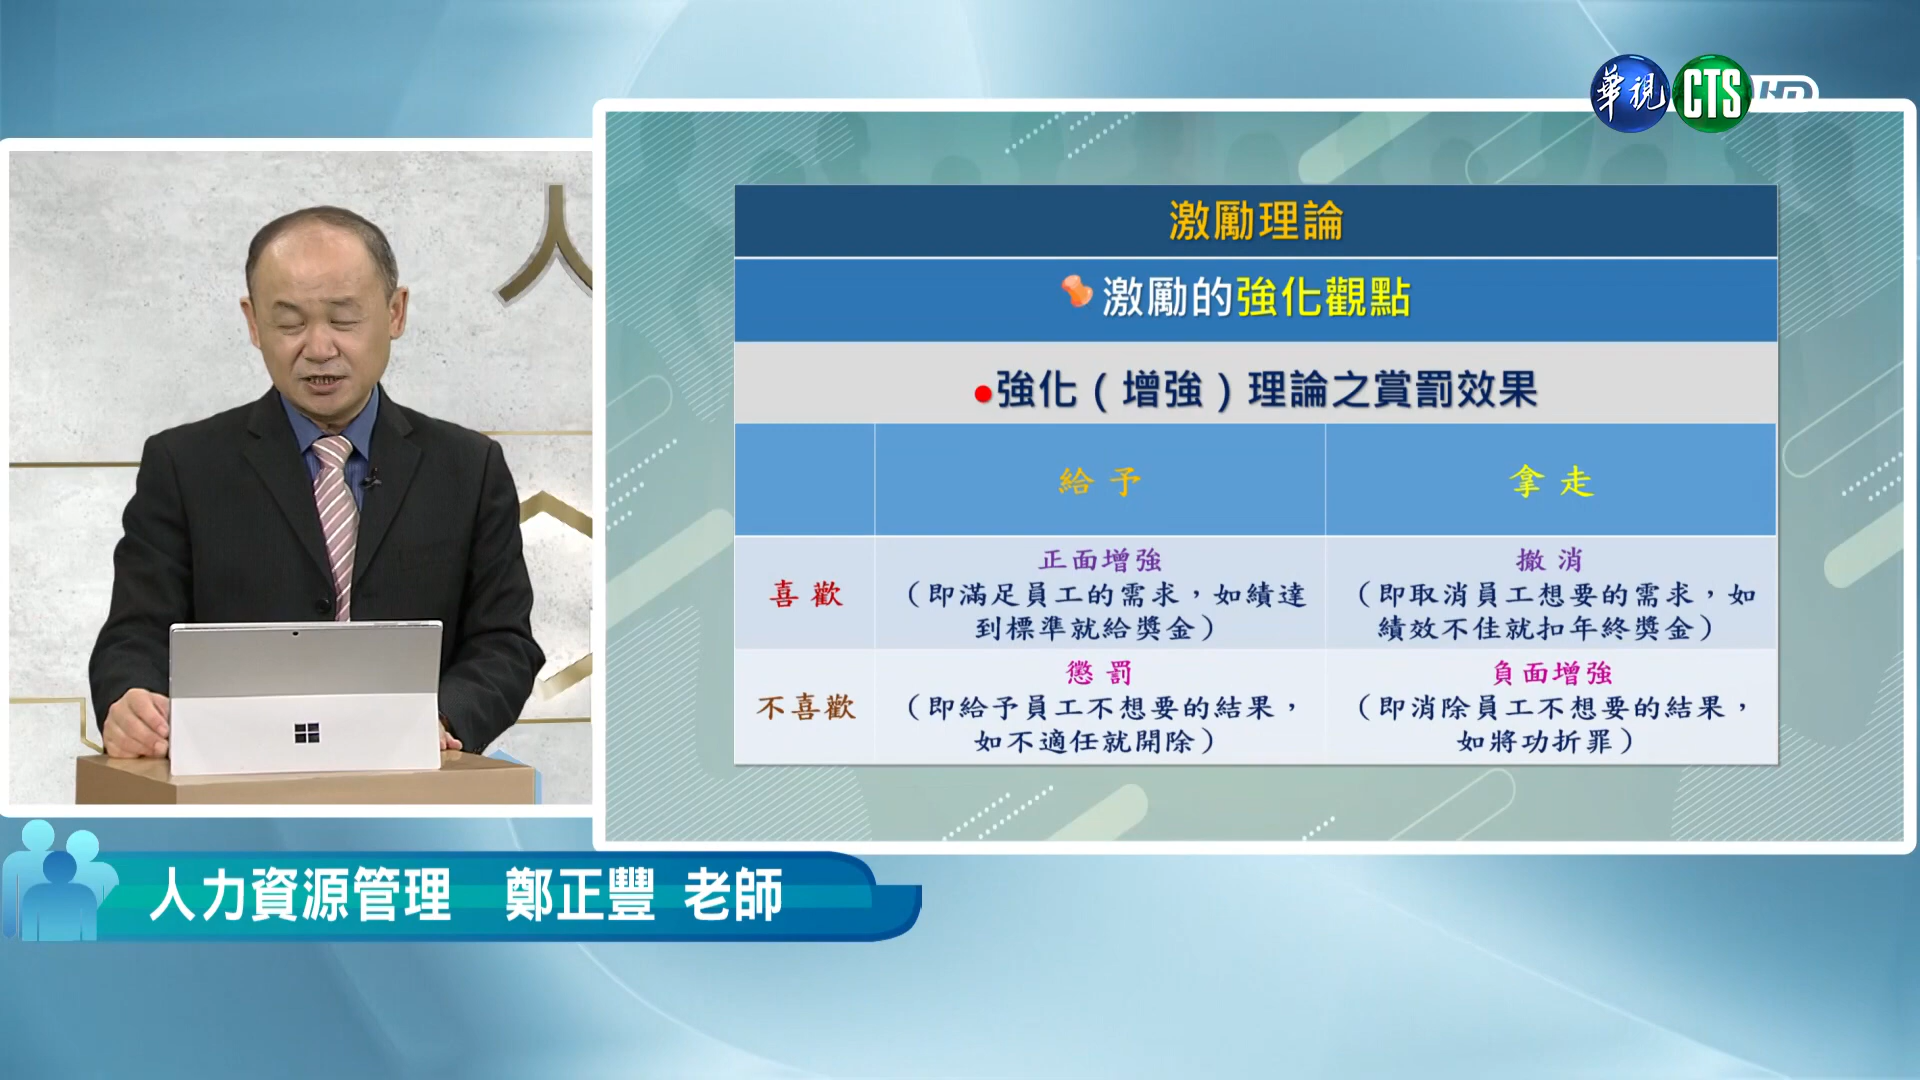 華視 CTS HD
人
激勵理論
激勵的強化觀點
●強化（增強）理論之賞罰效果
給予 拿走
喜歡
正面增強
（即滿足員工的需求，如績達
到標準就給獎金）
撤消
（即取消員工想要的需求，如
績效不佳就扣年終獎金）
不喜歡
懲罰
（即給予員工不想要的結果，
如不適任就開除）
負面增強
（即消除員工不想要的結果，
如將功折罪）
人力資源管理 鄭正豐 老師